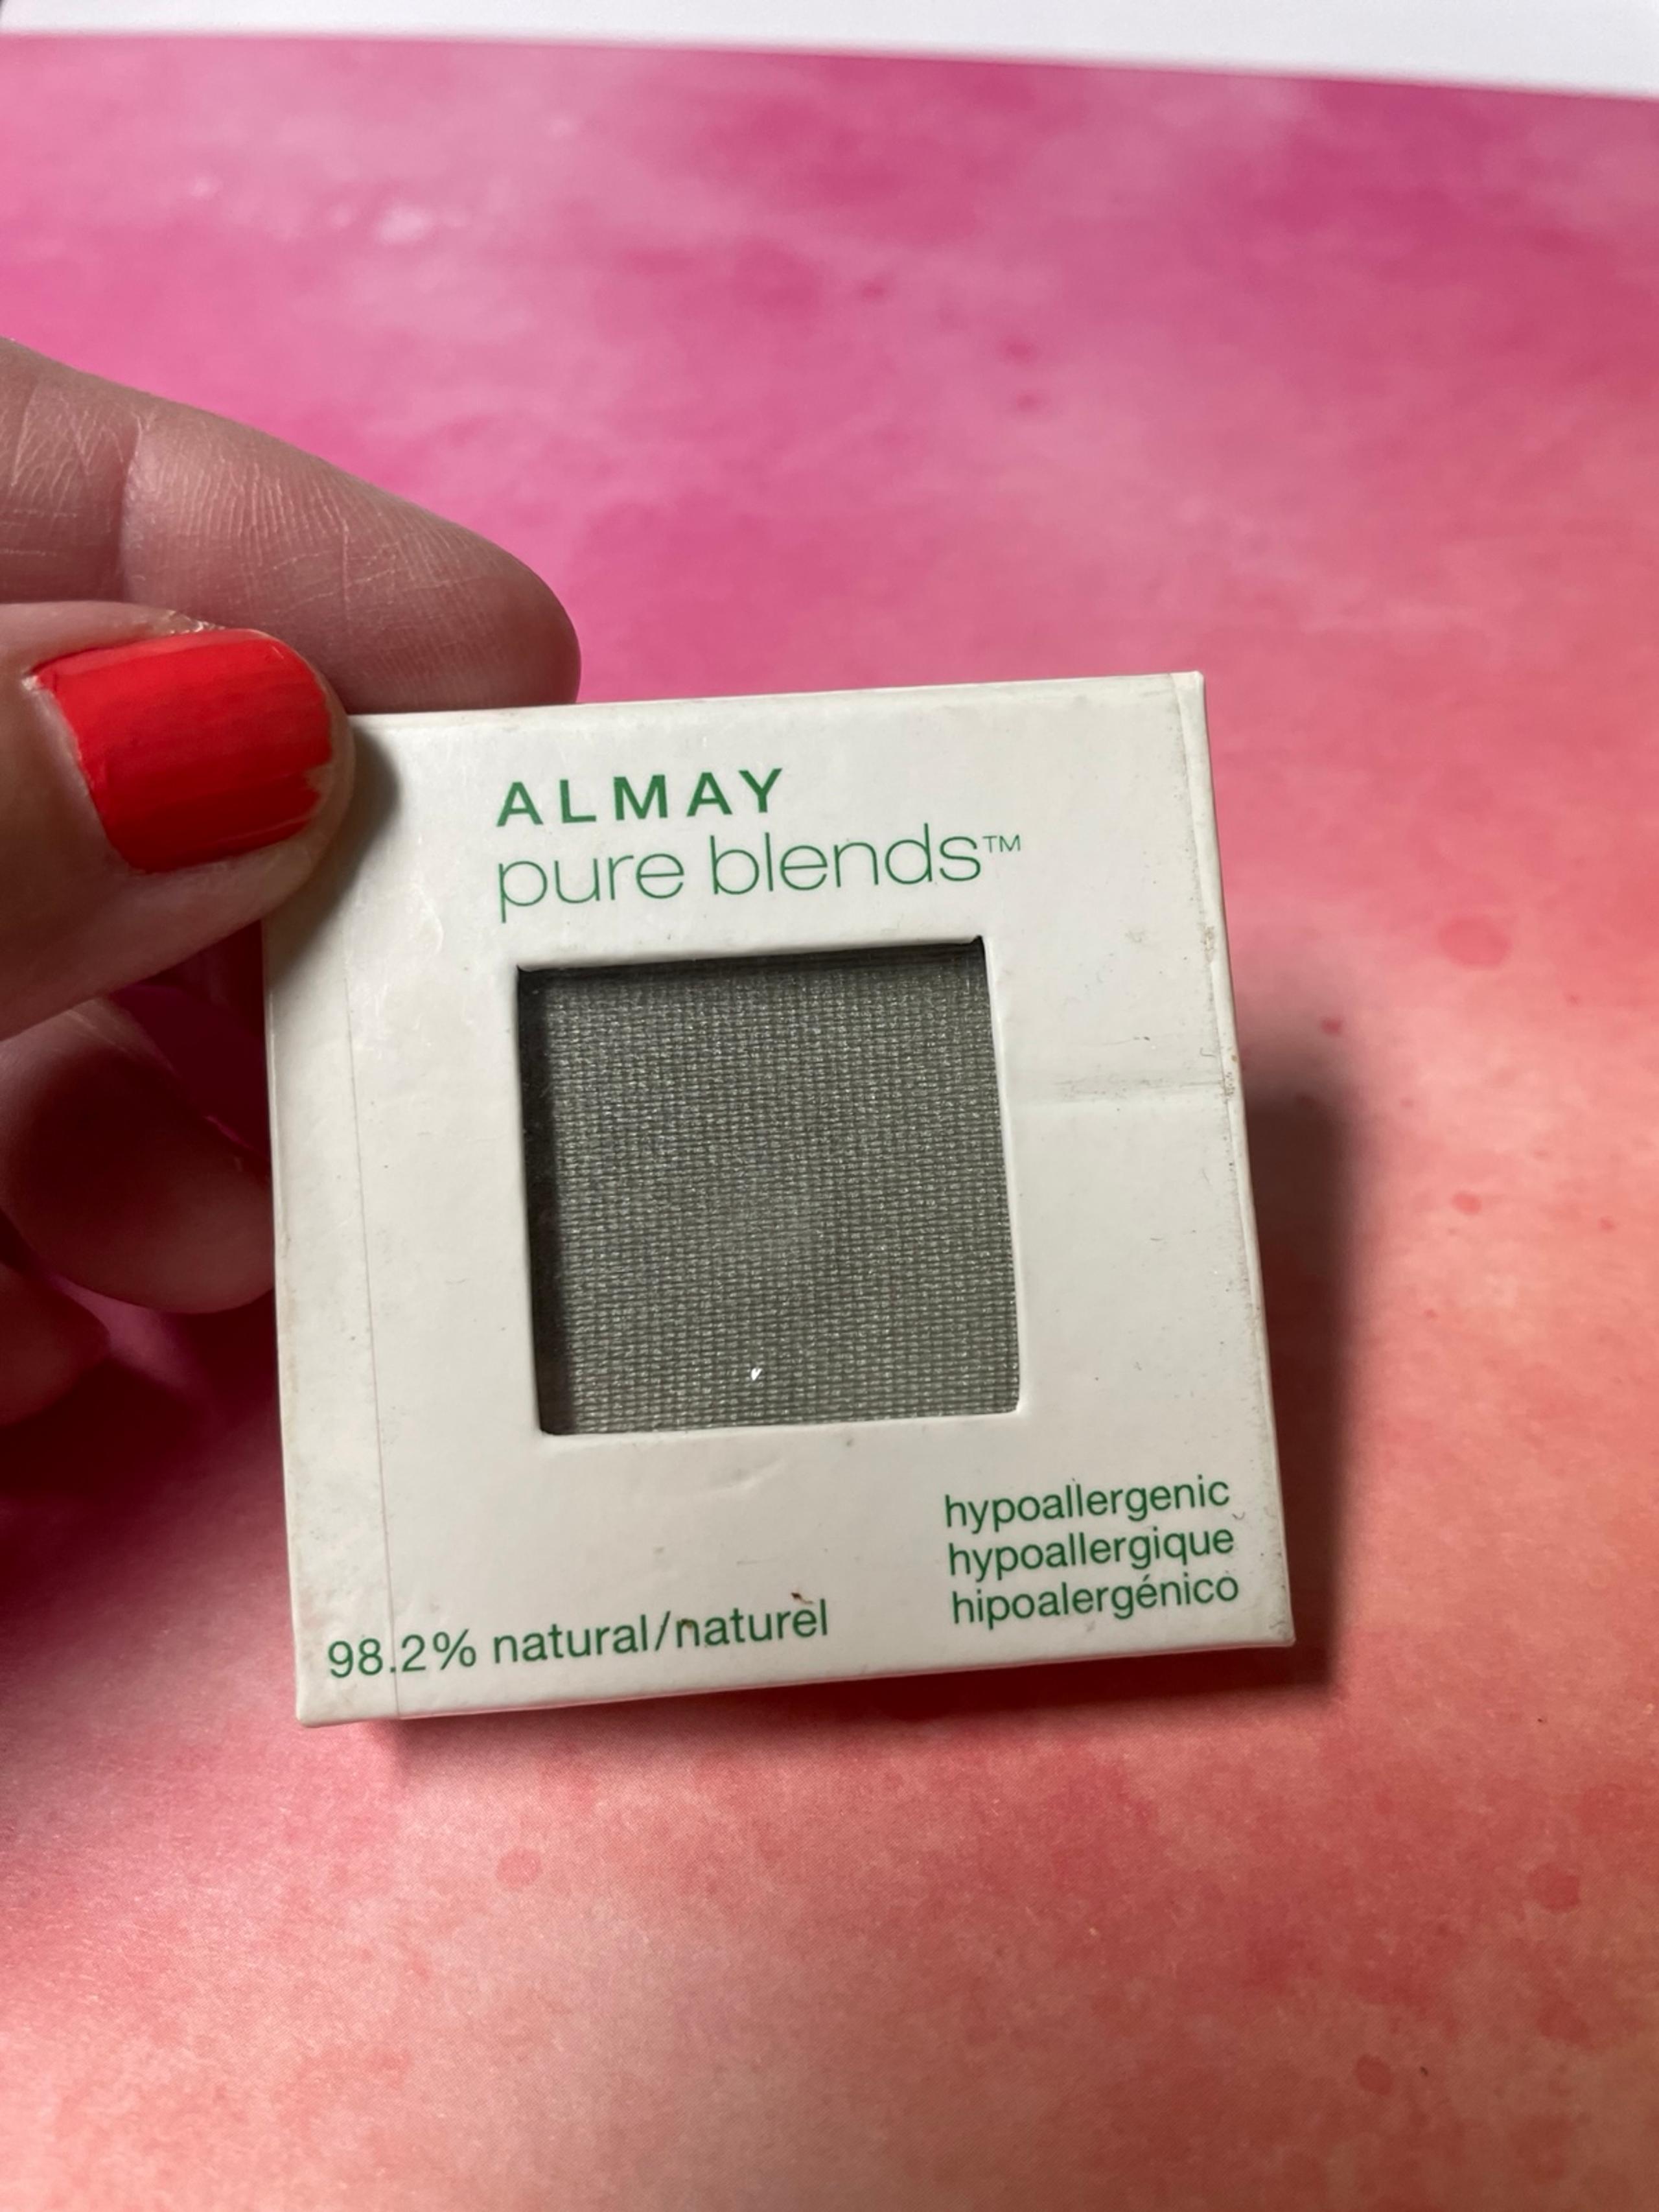 ALMAY
pure blends™
hypoallergenic
hypoallergique
hipoalergénico
98.2% natural/naturel